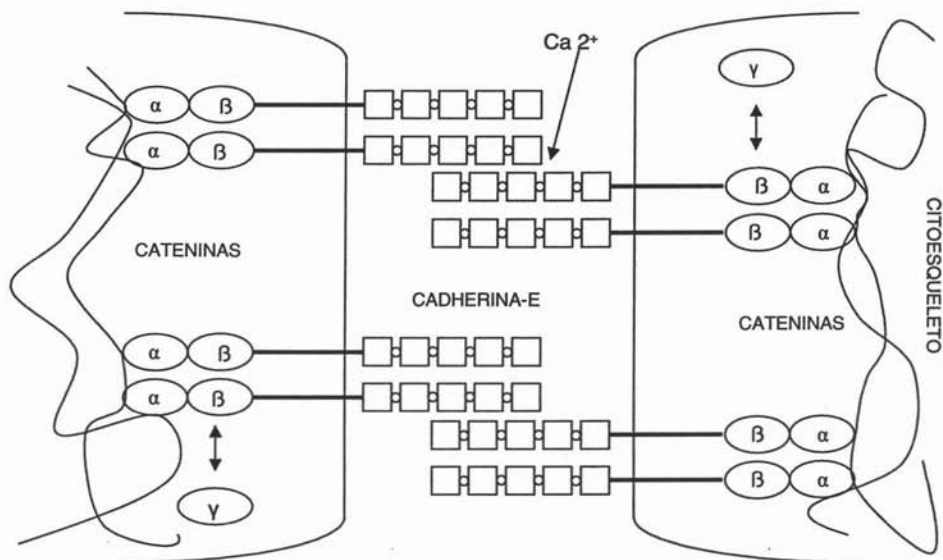 Ca 2+
γ
α β
α β
β α
β α
CATENINAS
CADHERINA-E
CATENINAS
CITOESQUELETO
α β
α β
β α
β α
γ